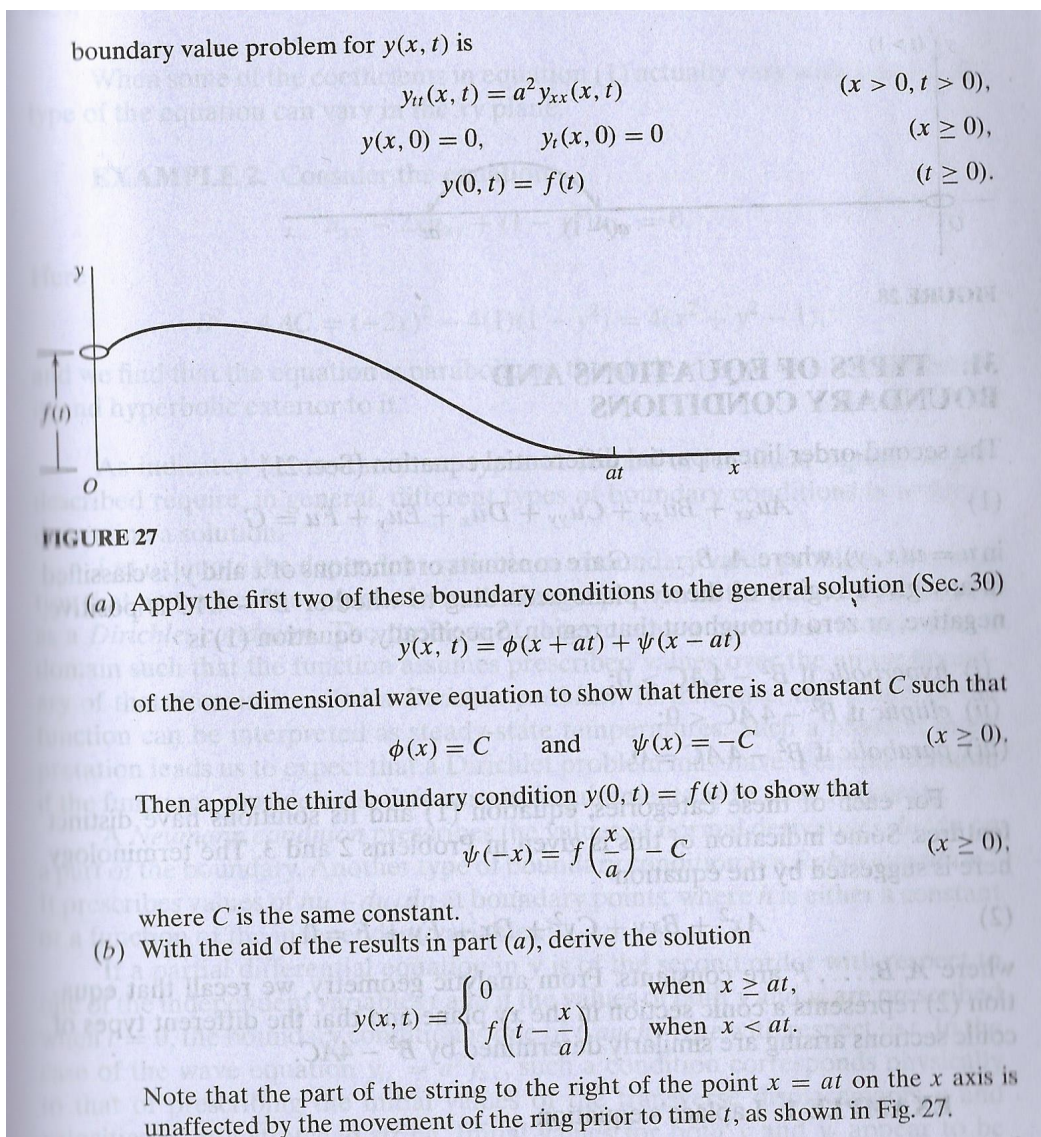 boundary value problem for y(x, t) is
y_tt(x, t) = a² y_xx(x, t) (x > 0, t > 0),
y(x, 0) = 0, y_t(x, 0) = 0 (x ≥ 0),
y(0, t) = f(t) (t ≥ 0).
y
f(t)
O
at
x
FIGURE 27
(a) Apply the first two of these boundary conditions to the general solution (Sec. 30)
y(x, t) = ϕ(x + at) + ψ(x − at)
of the one-dimensional wave equation to show that there is a constant C such that
ϕ(x) = C and ψ(x) = −C (x ≥ 0),
Then apply the third boundary condition y(0, t) = f(t) to show that
ψ(−x) = f(x/a) − C (x ≥ 0),
where C is the same constant.
(b) With the aid of the results in part (a), derive the solution
y(x, t) = { 0 when x ≥ at,
f(t − x/a) when x < at.
Note that the part of the string to the right of the point x = at on the x axis is
unaffected by the movement of the ring prior to time t, as shown in Fig. 27.